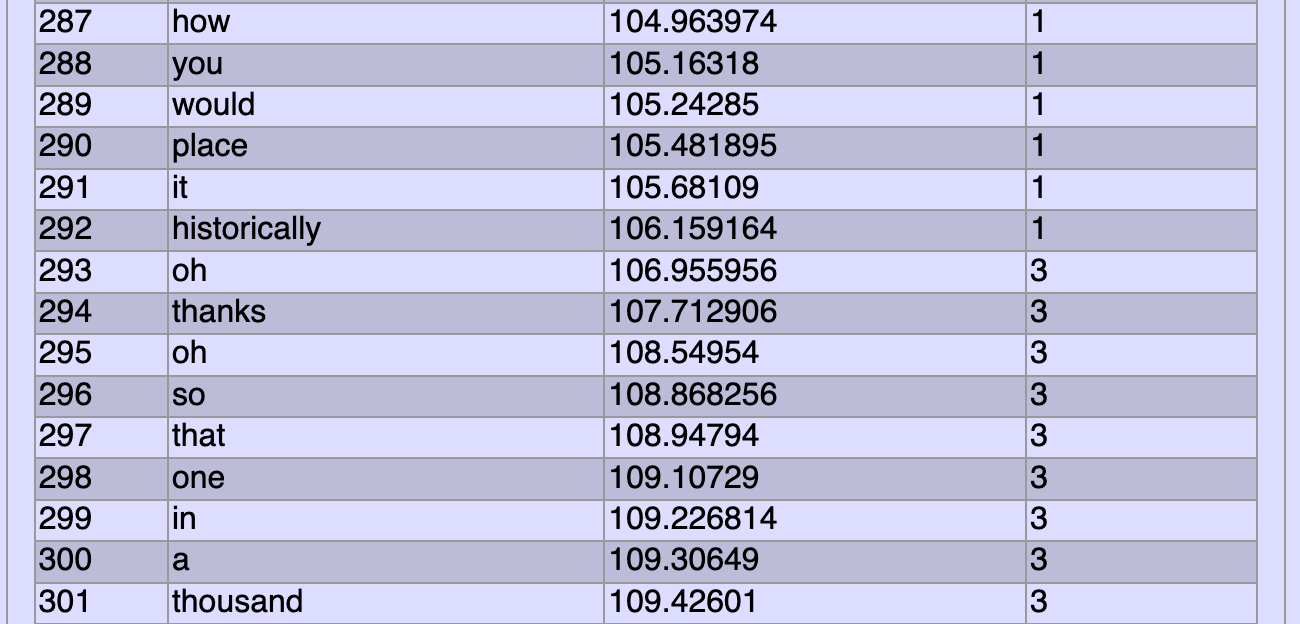 287 how 104.963974 1
288 you 105.16318 1
289 would 105.24285 1
290 place 105.481895 1
291 it 105.68109 1
292 historically 106.159164 1
293 oh 106.955956 3
294 thanks 107.712906 3
295 oh 108.54954 3
296 so 108.868256 3
297 that 108.94794 3
298 one 109.10729 3
299 in 109.226814 3
300 a 109.30649 3
301 thousand 109.42601 3